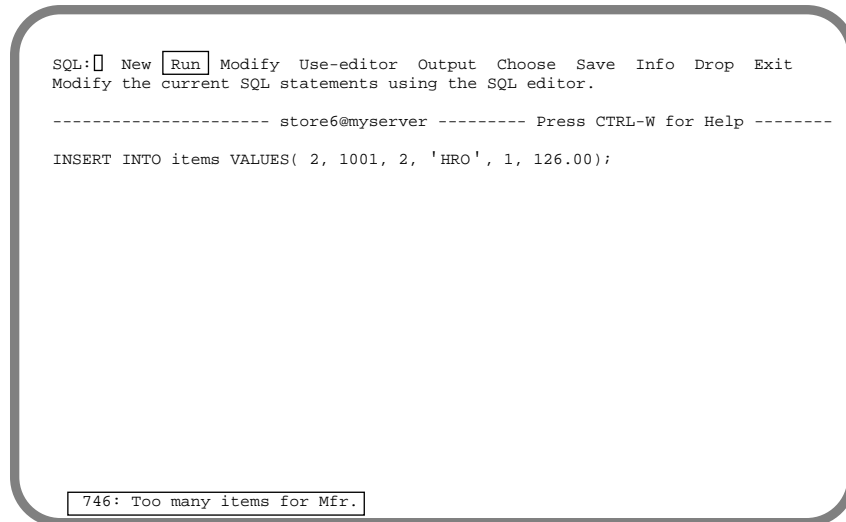 SQL: New Run Modify Use-editor Output Choose Save Info Drop Exit
Modify the current SQL statements using the SQL editor.
---------------------- store6@myserver --------- Press CTRL-W for Help --------
INSERT INTO items VALUES( 2, 1001, 2, 'HRO', 1, 126.00);
746: Too many items for Mfr.